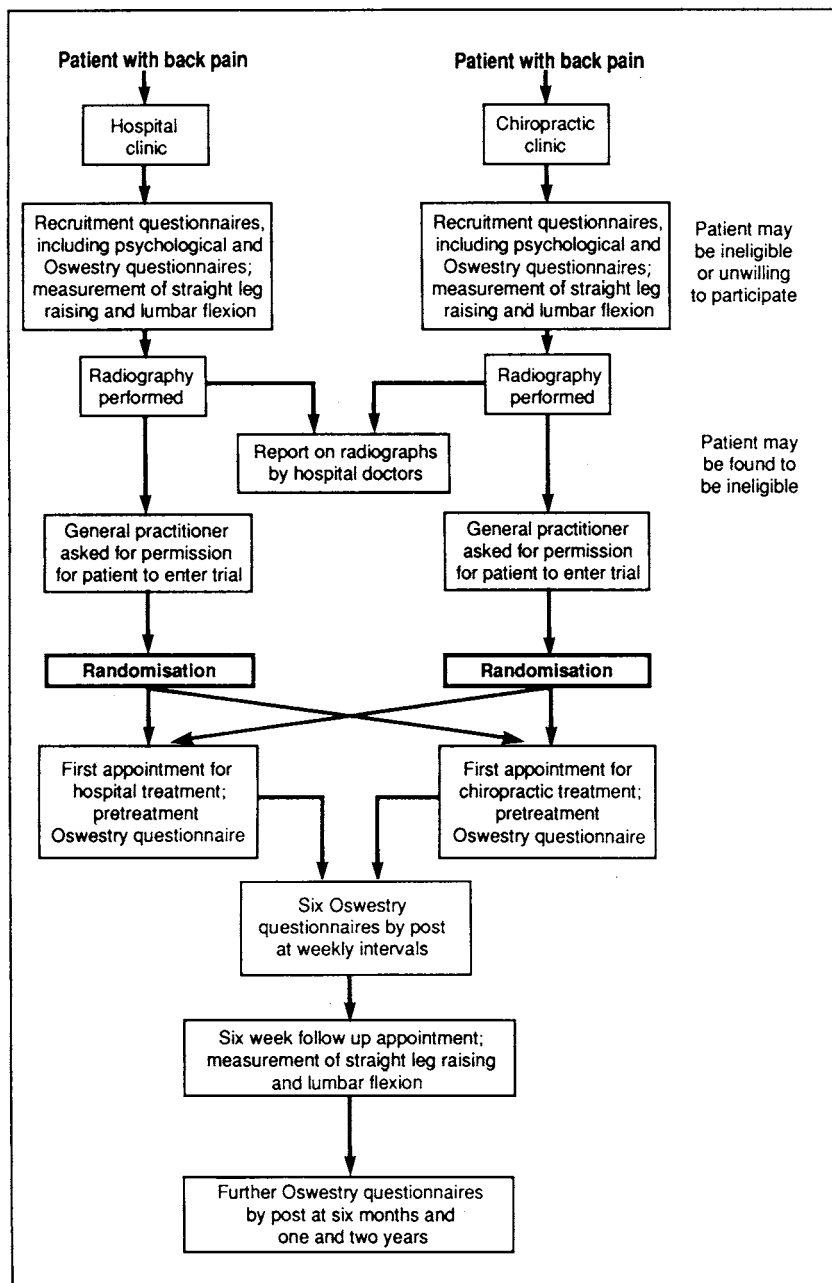 Patient with back pain
Patient with back pain
Hospital
clinic
Chiropractic
clinic
Recruitment questionnaires,
including psychological and
Oswestry questionnaires;
measurement of straight leg
raising and lumbar flexion
Recruitment questionnaires,
including psychological and
Oswestry questionnaires;
measurement of straight leg
raising and lumbar flexion
Patient may
be ineligible
or unwilling
to participate
Radiography
performed
Radiography
performed
Report on radiographs
by hospital doctors
Patient may
be found to
be ineligible
General practitioner
asked for permission
for patient to enter trial
General practitioner
asked for permission
for patient to enter trial
Randomisation
Randomisation
First appointment for
hospital treatment;
pretreatment
Oswestry questionnaire
First appointment for
chiropractic treatment;
pretreatment
Oswestry questionnaire
Six Oswestry
questionnaires by post
at weekly intervals
Six week follow up appointment;
measurement of straight leg raising
and lumbar flexion
Further Oswestry questionnaires
by post at six months and
one and two years